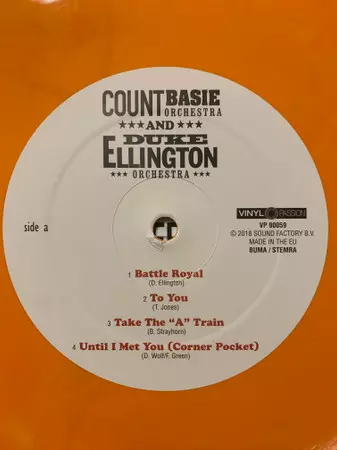 COUNT BASIE
ORCHESTRA
AND
DUKE
ELLINGTON
ORCHESTRA
side a
VINYL PASSION
VP 90059
℗ 2018 SOUND FACTORY B.V.
MADE IN THE EU
BUMA / STEMRA
1 Battle Royal
(D. Ellington)
2 To You
(T. Jones)
3 Take The “A” Train
(B. Strayhorn)
4 Until I Met You (Corner Pocket)
(D. Wolf/F. Green)